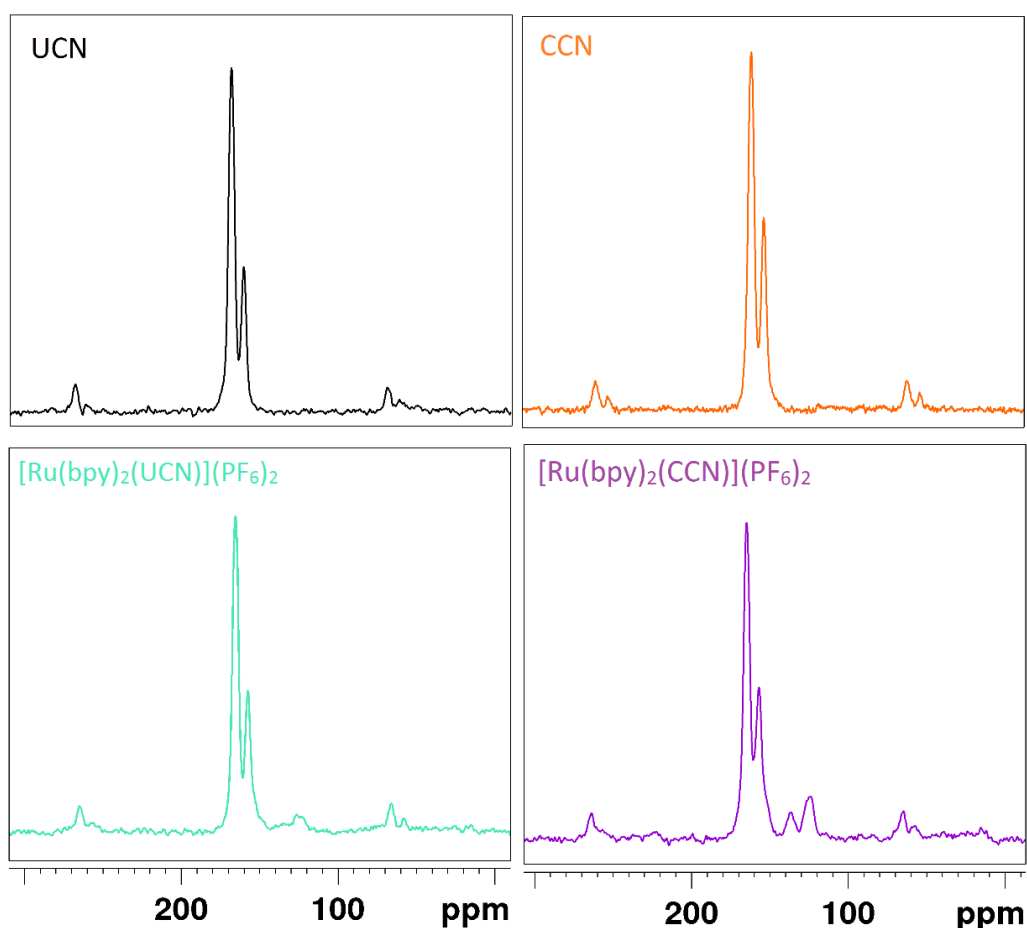 UCN
CCN
[Ru(bpy)₂(UCN)](PF₆)₂
[Ru(bpy)₂(CCN)](PF₆)₂
200 100 ppm
200 100 ppm